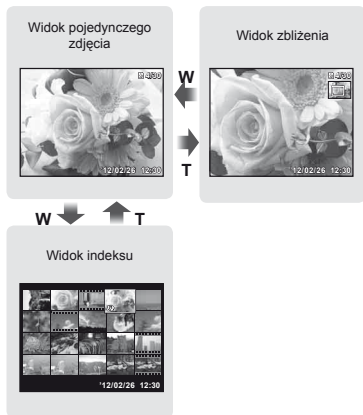 Widok pojedynczego
zdjęcia
4/30
12/02/26 12:30
W
T
Widok zbliżenia
4/30
12/02/26 12:30
W
T
Widok indeksu
'12/02/26 12:30